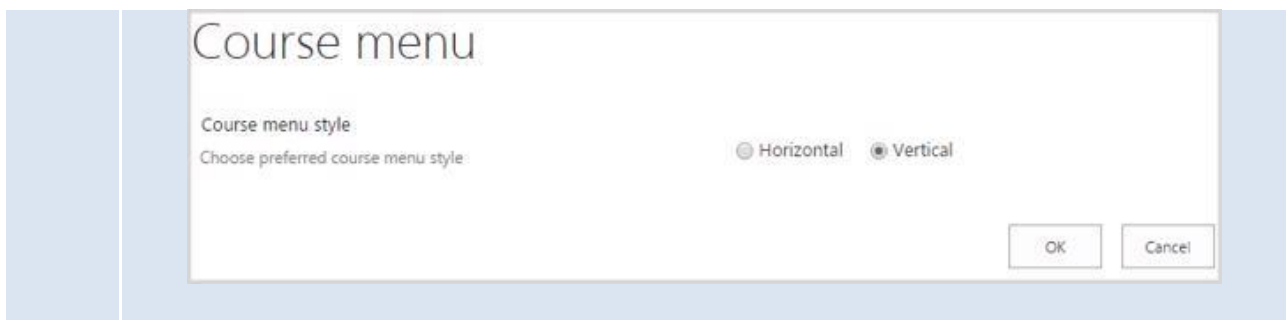 Course menu
Course menu style
Choose preferred course menu style
Horizontal Vertical
OK Cancel